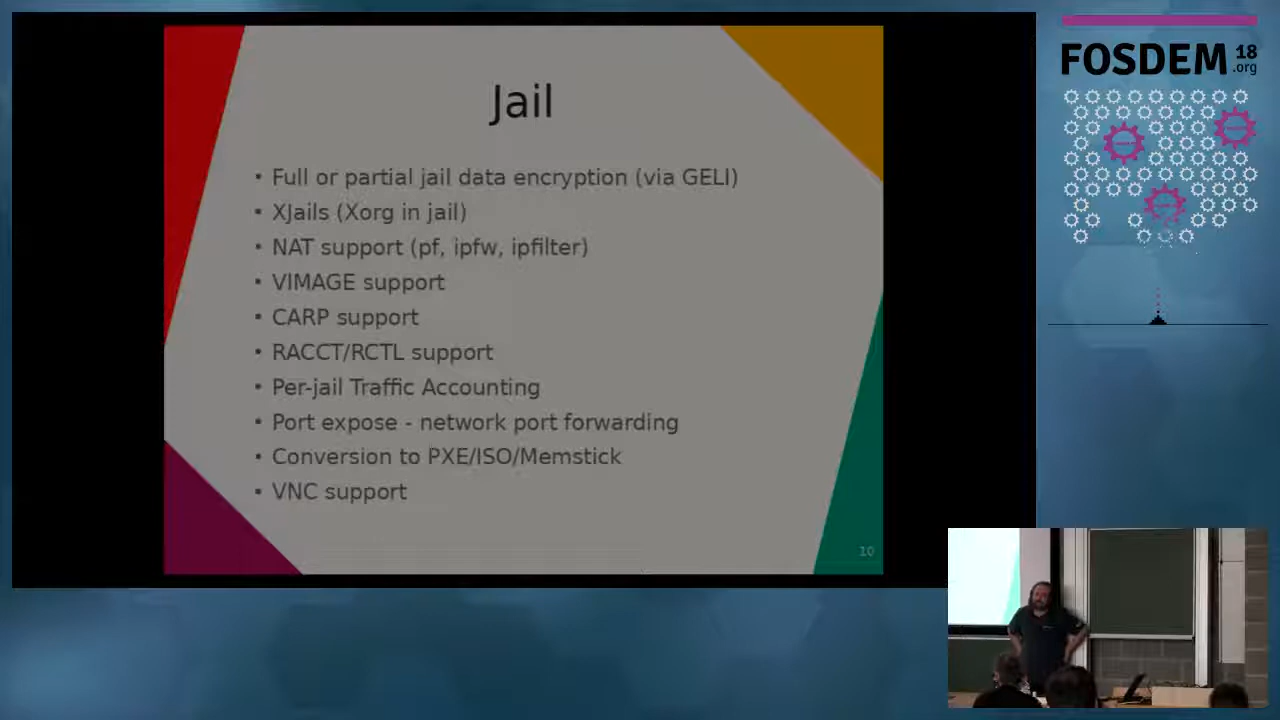 Jail
• Full or partial jail data encryption (via GELI)
• XJails (Xorg in jail)
• NAT support (pf, ipfw, ipfilter)
• VIMAGE support
• CARP support
• RACCT/RCTL support
• Per-jail Traffic Accounting
• Port expose - network port forwarding
• Conversion to PXE/ISO/Memstick
• VNC support
10
FOSDEM 18
.org